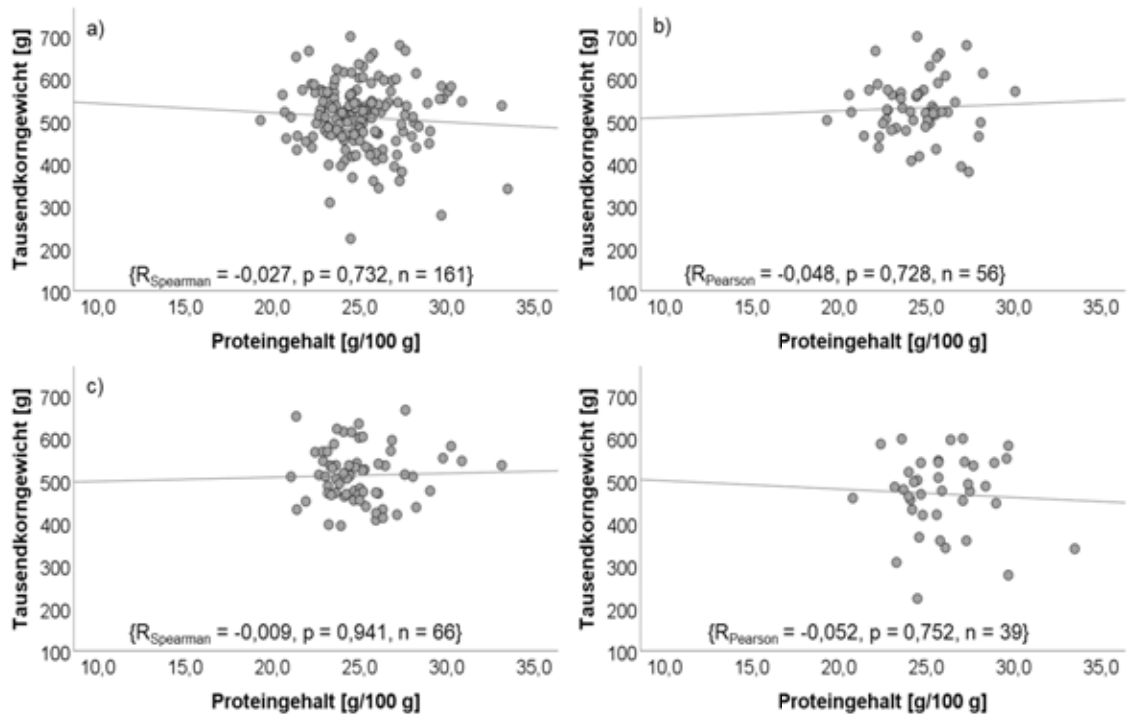 a)
Tausendkorngewicht [g]
700
600
500
400
300
200
100
{RSpearman = -0,027, p = 0,732, n = 161}
10,0 15,0 20,0 25,0 30,0 35,0
Proteingehalt [g/100 g]
b)
Tausendkorngewicht [g]
700
600
500
400
300
200
100
{RPearson = -0,048, p = 0,728, n = 56}
10,0 15,0 20,0 25,0 30,0 35,0
Proteingehalt [g/100 g]
c)
Tausendkorngewicht [g]
700
600
500
400
300
200
100
{RSpearman = -0,009, p = 0,941, n = 66}
10,0 15,0 20,0 25,0 30,0 35,0
Proteingehalt [g/100 g]
Tausendkorngewicht [g]
700
600
500
400
300
200
100
{RPearson = -0,052, p = 0,752, n = 39}
10,0 15,0 20,0 25,0 30,0 35,0
Proteingehalt [g/100 g]